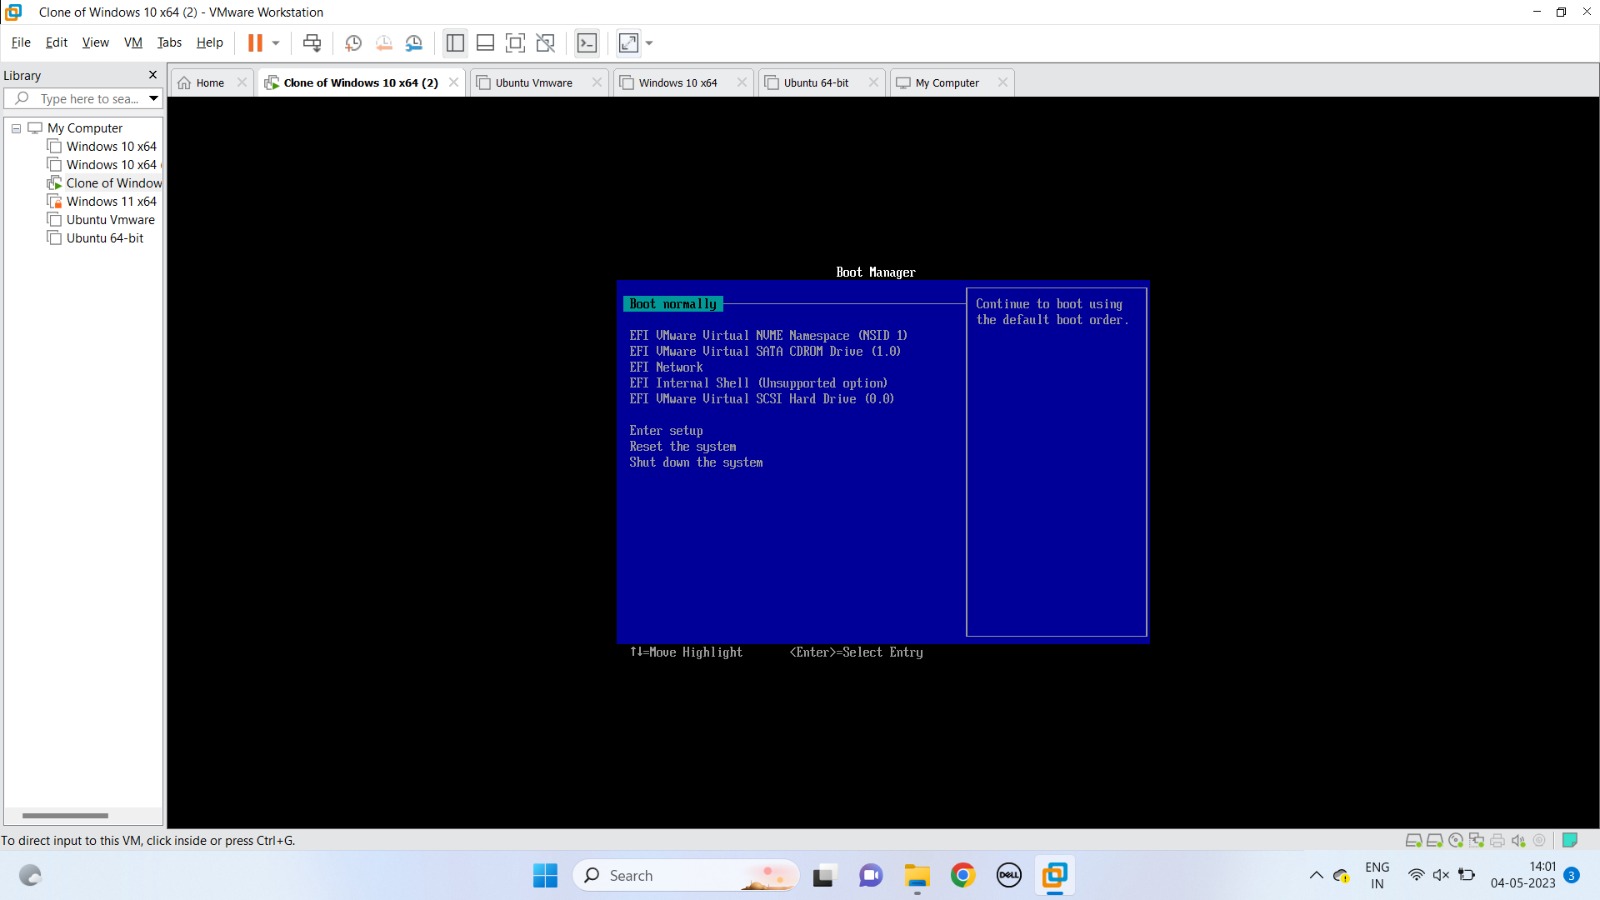 Clone of Windows 10 x64 (2) - VMware Workstation
File Edit View VM Tabs Help
Library
Type here to sea...
Home
Clone of Windows 10 x64 (2)
Ubuntu Vmware
Windows 10 x64
Ubuntu 64-bit
My Computer
My Computer
Windows 10 x64
Windows 10 x64
Clone of Window
Windows 11 x64
Ubuntu Vmware
Ubuntu 64-bit
Boot Manager
Boot normally
EFI VMware Virtual NVME Namespace (NSID 1)
EFI VMware Virtual SATA CDROM Drive (1.0)
EFI Network
EFI Internal Shell (Unsupported option)
EFI VMware Virtual SCSI Hard Drive (0.0)
Enter setup
Reset the system
Shut down the system
Continue to boot using
the default boot order.
↑↓=Move Highlight <Enter>=Select Entry
To direct input to this VM, click inside or press Ctrl+G.
Search
DELL
ENG
IN
14:01
04-05-2023
3